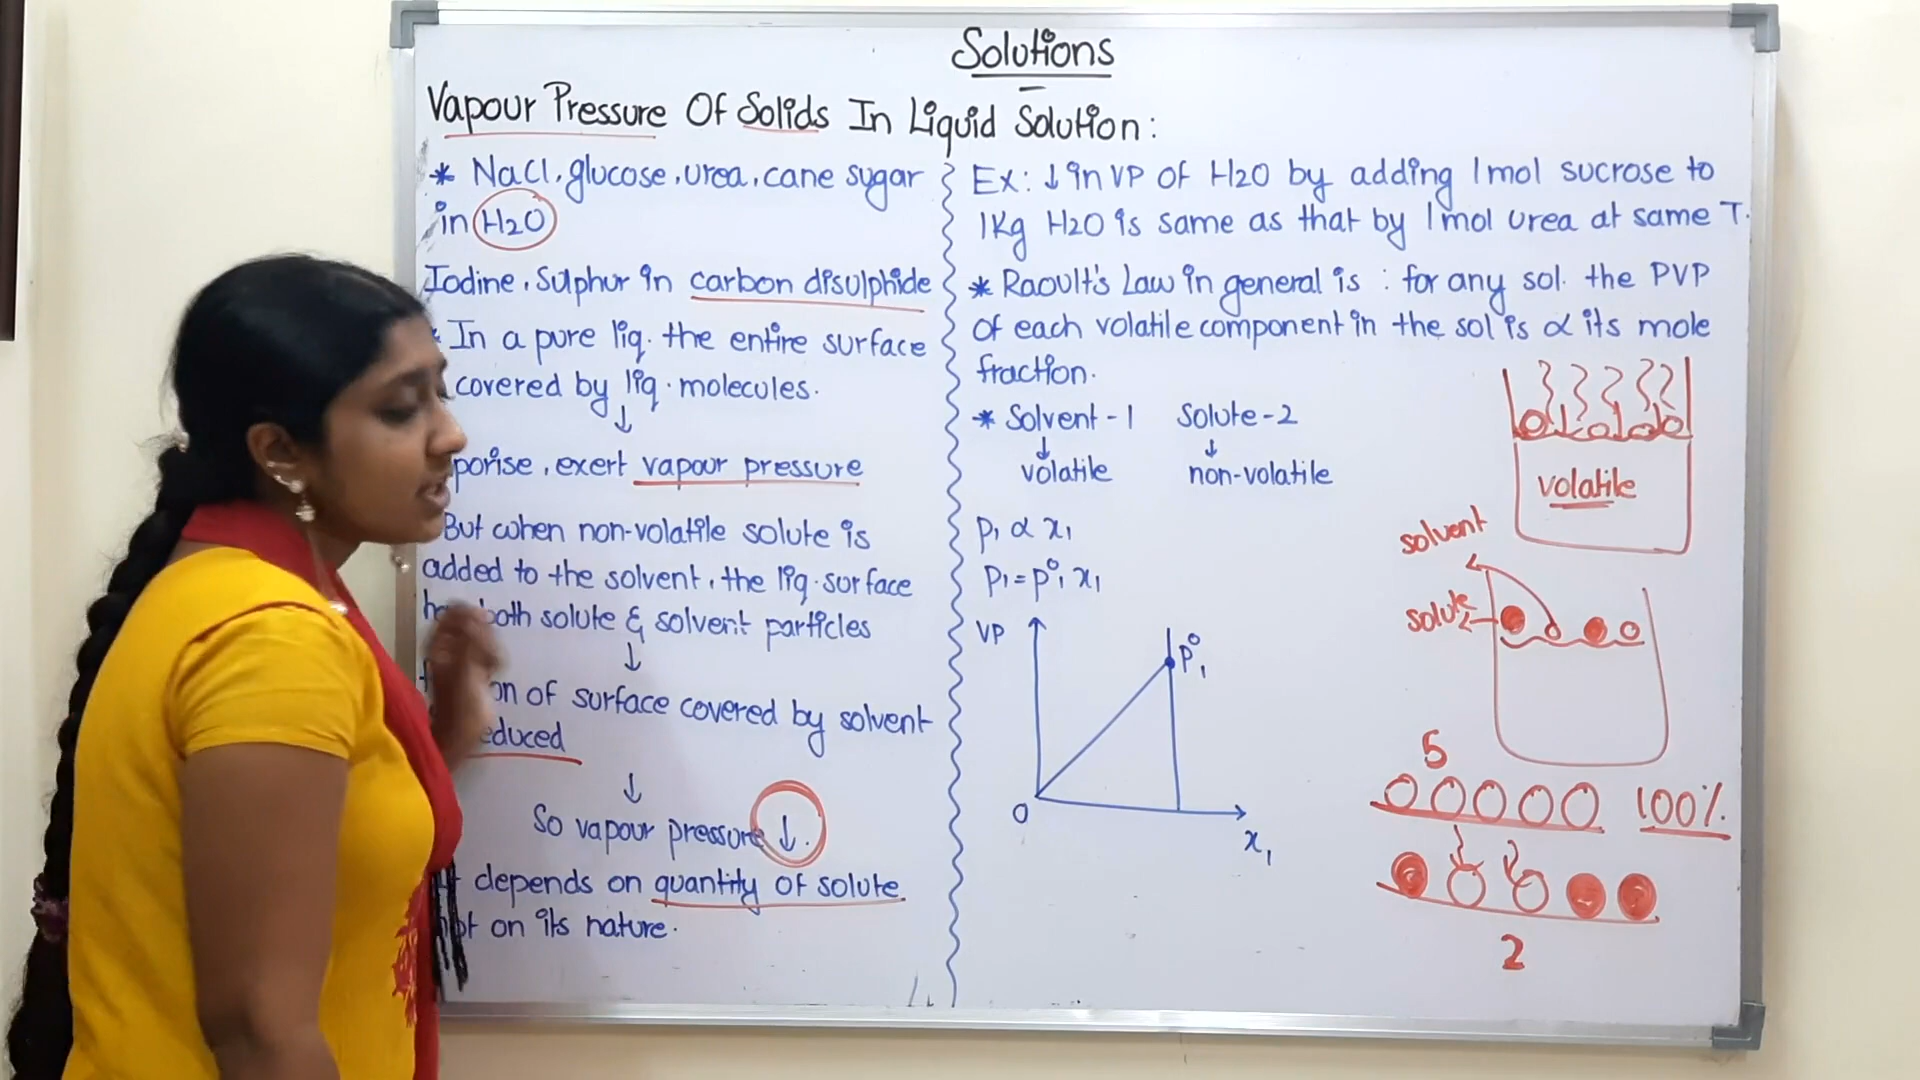 Solutions
Vapour Pressure Of Solids In Liquid Solution:
* NaCl, glucose, urea, cane sugar
in H2O
Iodine, Sulphur in carbon disulphide
In a pure liq. the entire surface
covered by liq. molecules.
↓
porise, exert vapour pressure
But when non-volatile solute is
added to the solvent, the liq. surface
both solute & solvent particles
↓
on of surface covered by solvent
educed
↓
So vapour pressure ↓.
depends on quantity of solute
not on its nature.
Ex: ↓ in VP of H2O by adding 1 mol sucrose to
1Kg H2O is same as that by 1 mol urea at same T.
* Raoult's Law in general is : for any sol. the PVP
of each volatile component in the sol is α its mole
fraction.
* Solvent - 1 Solute - 2
↓ ↓
volatile non-volatile
p₁ α x₁
p₁ = p⁰₁ x₁
VP
p⁰₁
0
x₁
volatile
solvent
solute
5
100%
2